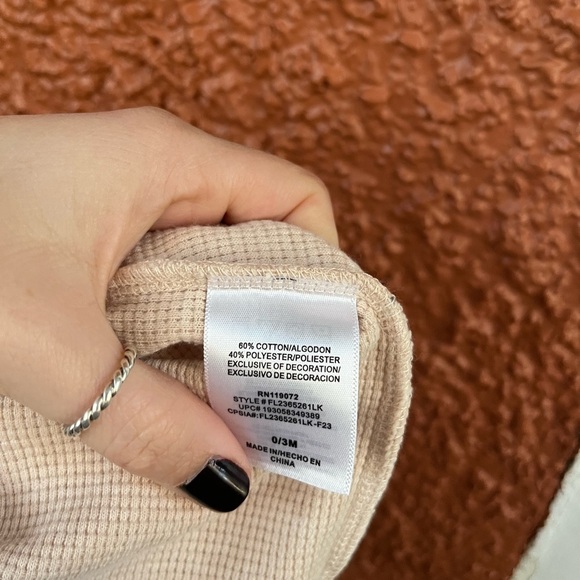 60% COTTON/ALGODON
40% POLYESTER/POLIESTER
EXCLUSIVE OF DECORATION/
EXCLUSIVO DE DECORACION
RN119072
STYLE # FL2365261LK
UPC# 193058349389
CPSIA#:FL2365261LK-F23
0/3M
MADE IN/HECHO EN
CHINA